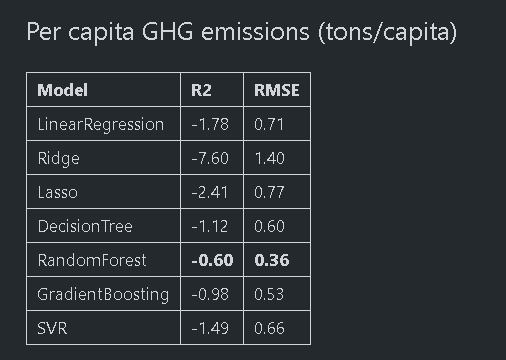 Per capita GHG emissions (tons/capita)
Model R2 RMSE
LinearRegression -1.78 0.71
Ridge -7.60 1.40
Lasso -2.41 0.77
DecisionTree -1.12 0.60
RandomForest -0.60 0.36
GradientBoosting -0.98 0.53
SVR -1.49 0.66